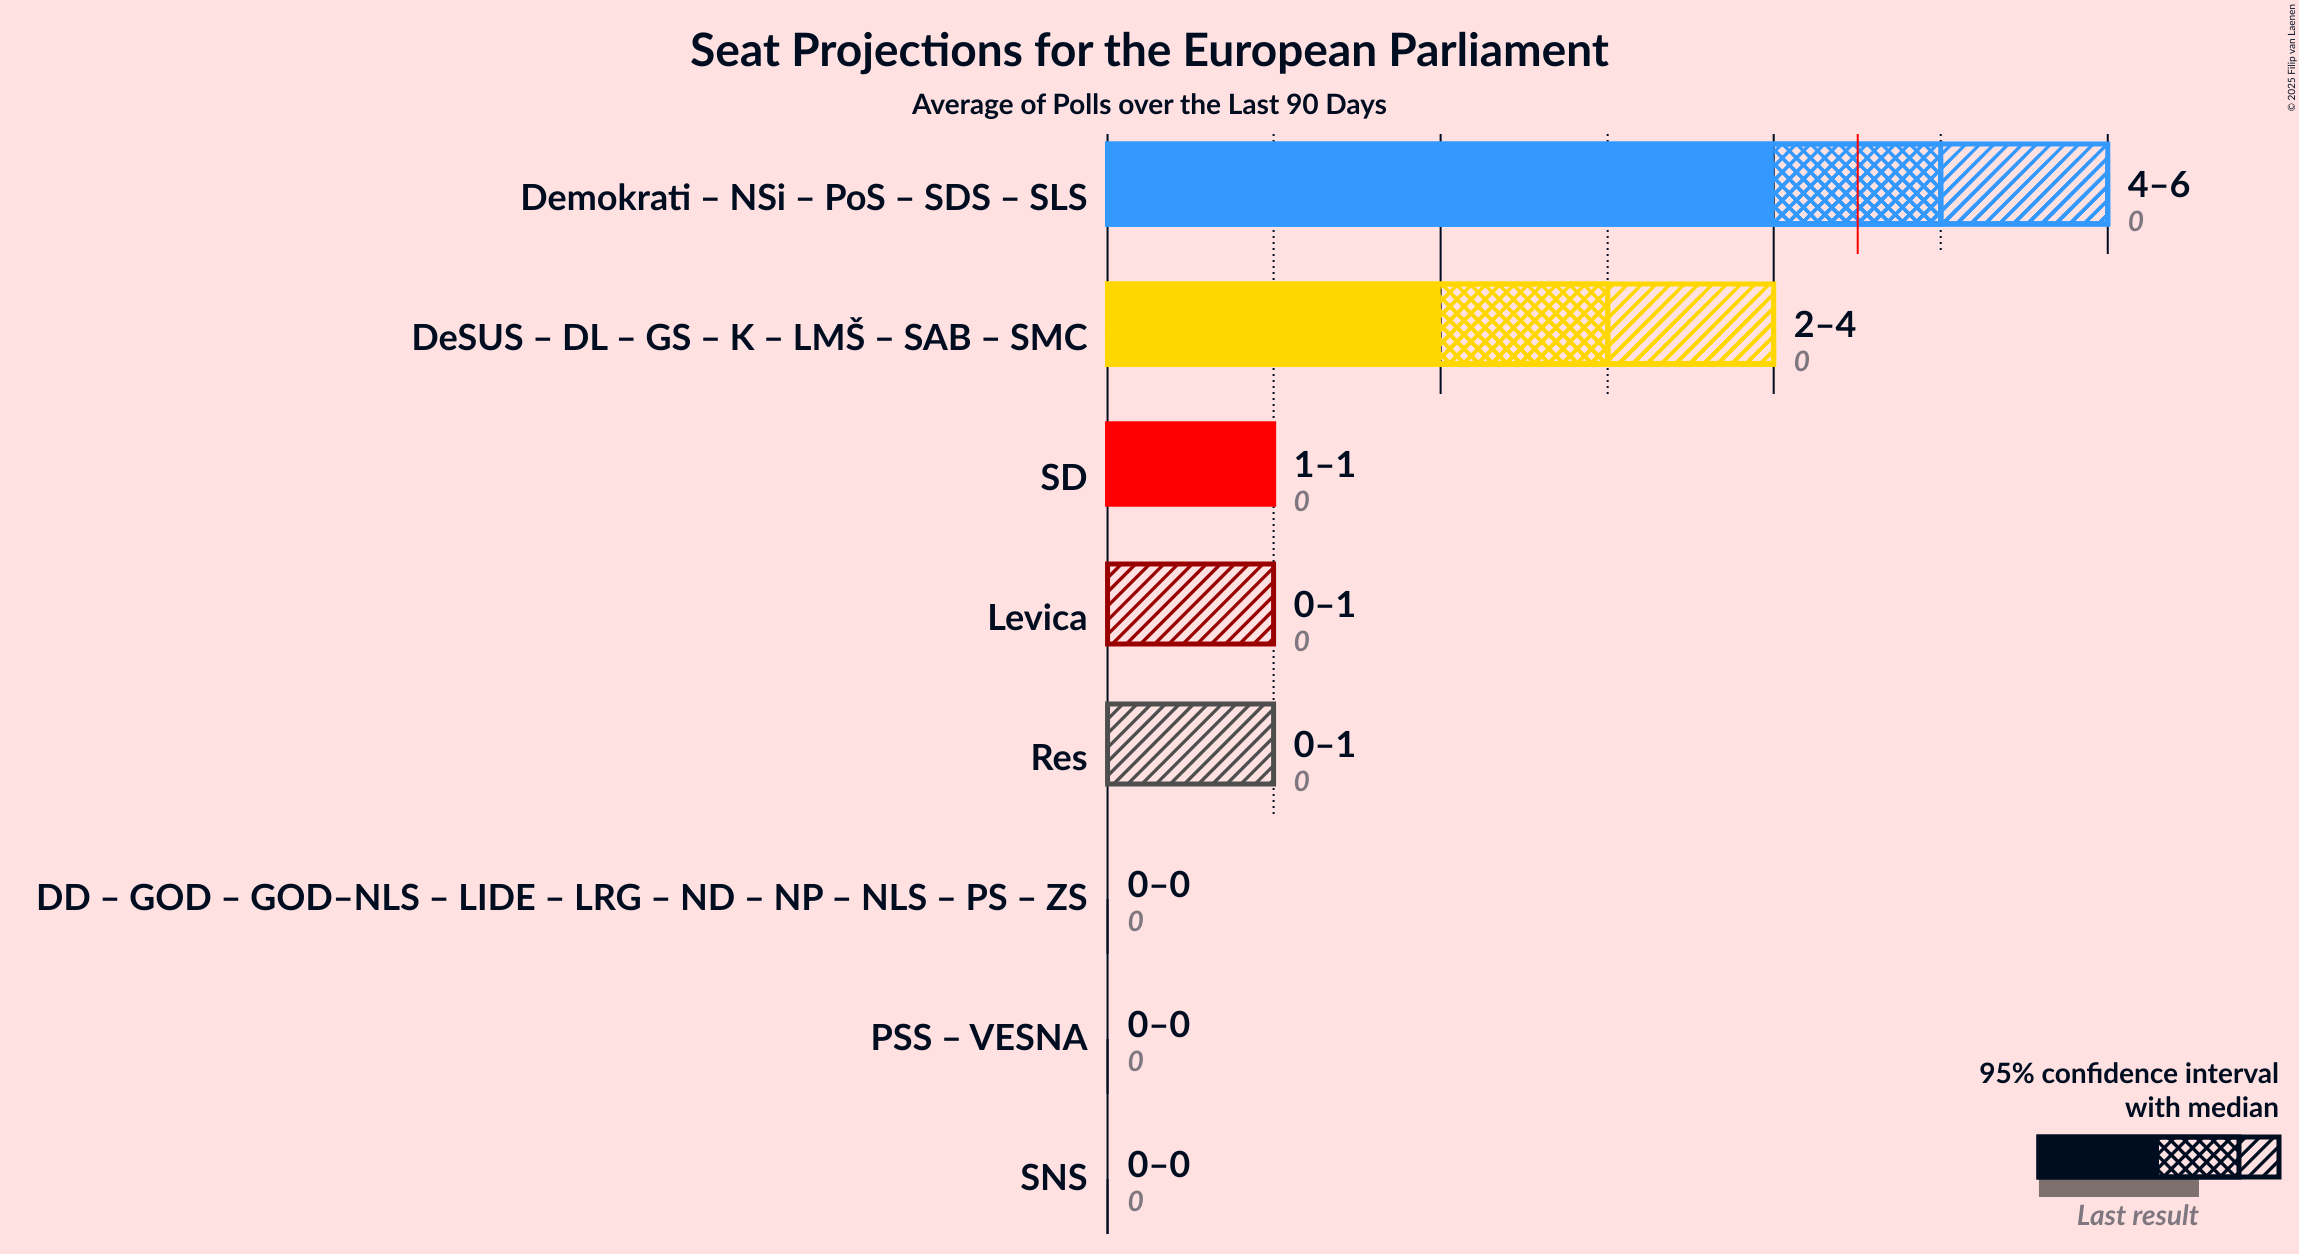 Seat Projections for the European Parliament
Average of Polls over the Last 90 Days
© 2025 Filip van Laenen
Demokrati – NSi – PoS – SDS – SLS
4–6
0
DeSUS – DL – GS – K – LMŠ – SAB – SMC
2–4
0
SD
1–1
0
Levica
0–1
0
Res
0–1
0
DD – GOD – GOD–NLS – LIDE – LRG – ND – NP – NLS – PS – ZS
0–0
0
PSS – VESNA
0–0
0
SNS
0–0
0
95% confidence interval
with median
Last result